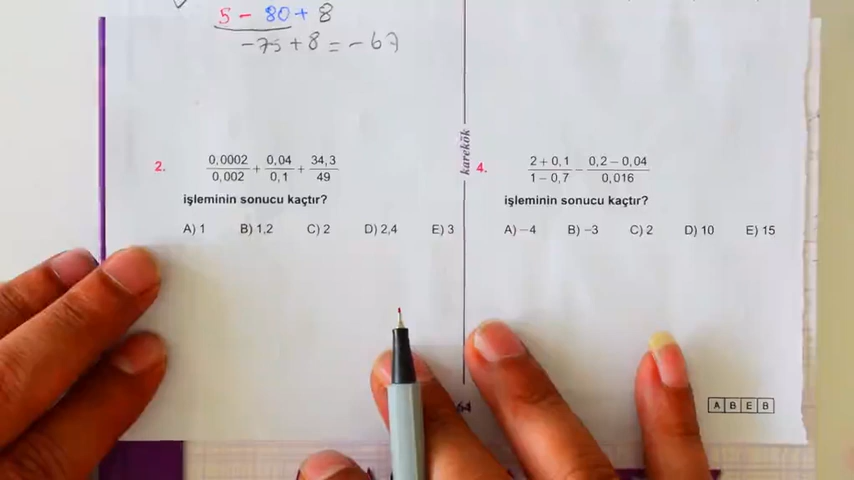 5 - 80 + 8
-75 + 8 = -67
2. 0,0002/0,002 + 0,04/0,1 + 34,3/49
işleminin sonucu kaçtır?
A) 1 B) 1,2 C) 2 D) 2,4 E) 3
karekök
4. 2 + 0,1/1 - 0,7 - 0,2 - 0,04/0,016
işleminin sonucu kaçtır?
A) -4 B) -3 C) 2 D) 10 E) 15
64
A B E B